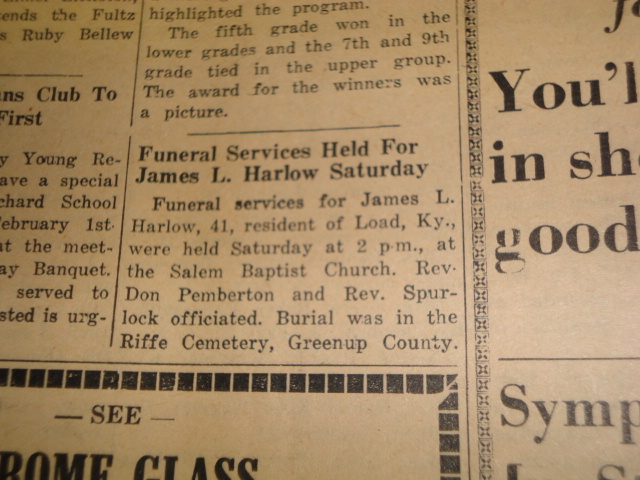 ends the Fultz
s Ruby Bellew
ns Club To
First
y Young Re-
ave a special
chard School
ebruary 1st.
at the meet-
ay Banquet.
served to
sted is urg-
highlighted the program.
The fifth grade won in the
lower grades and the 7th and 9th
grade tied in the upper group.
The award for the winners was
a picture.
Funeral Services Held For
James L. Harlow Saturday
Funeral services for James L.
Harlow, 41, resident of Load, Ky.,
were held Saturday at 2 p.m., at
the Salem Baptist Church. Rev.
Don Pemberton and Rev. Spur-
lock officiated. Burial was in the
Riffe Cemetery, Greenup County.
— SEE —
ROME GLASS
You'l
in sh
good
Symp